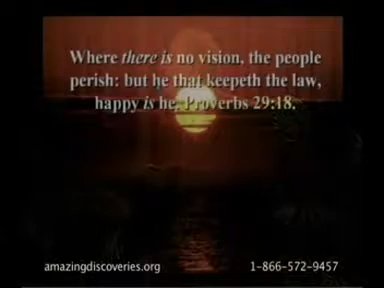 Where there is no vision, the people
perish: but he that keepeth the law,
happy is he. Proverbs 29:18.
amazingdiscoveries.org
1-866-572-9457